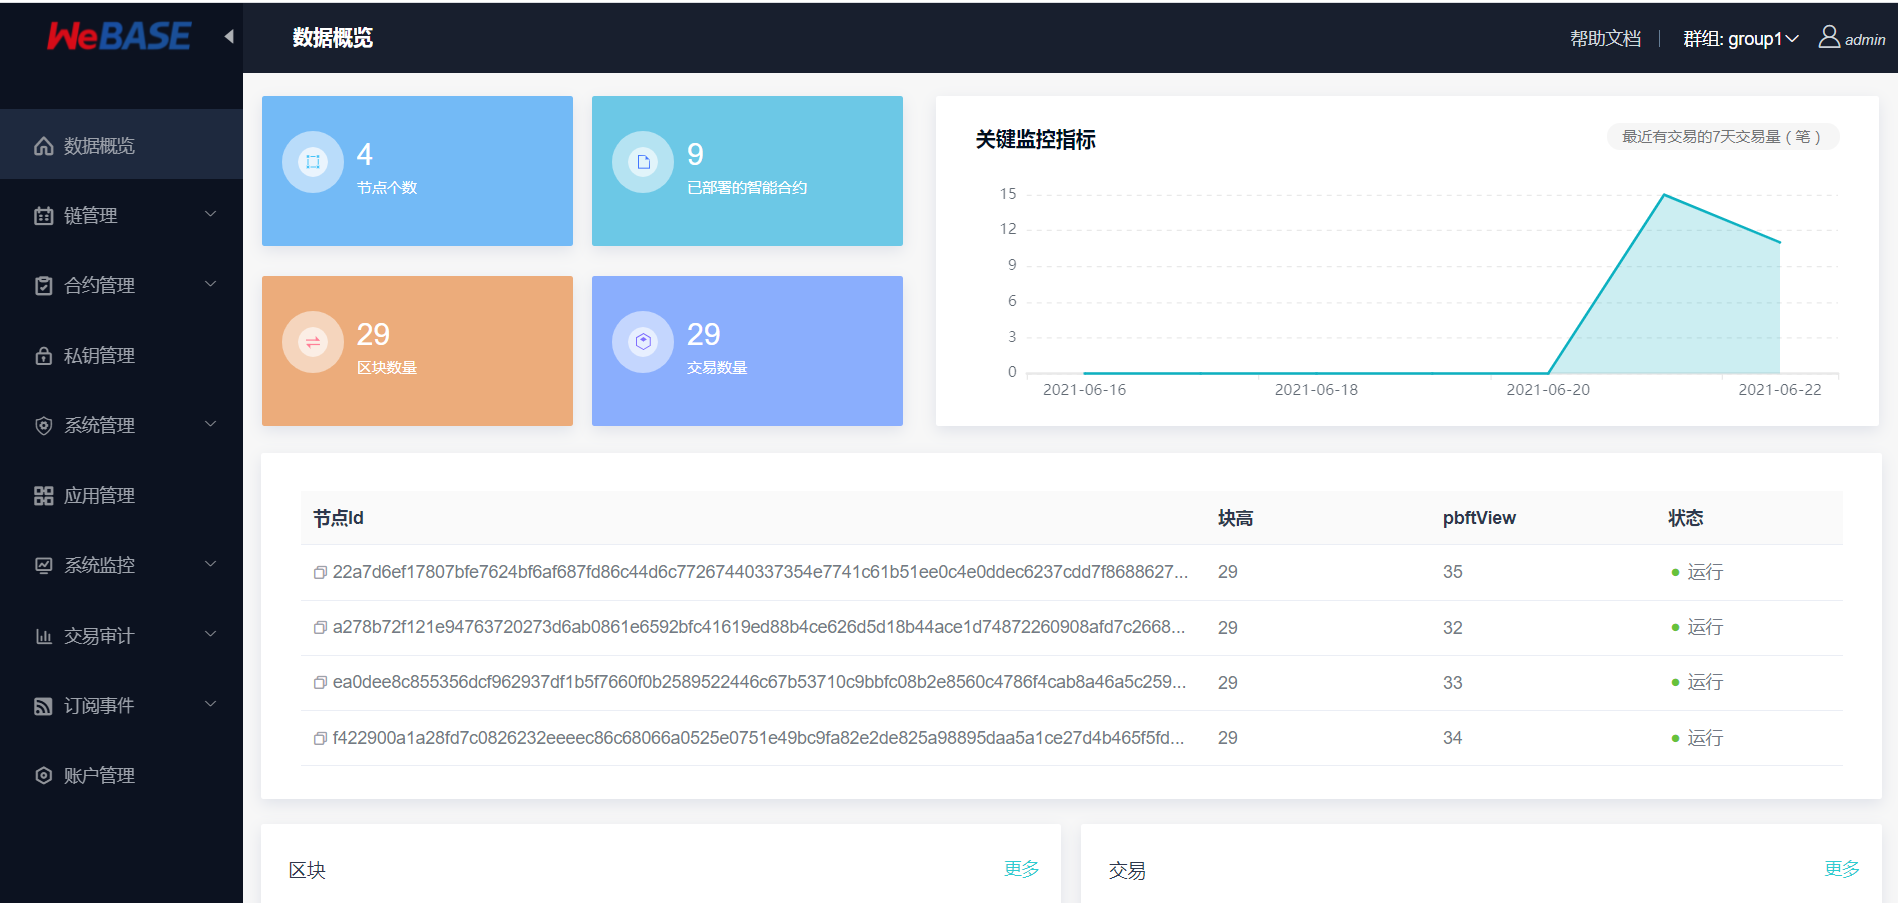 WeBASE
数据概览
帮助文档
群组: group1
admin
数据概览
链管理
合约管理
私钥管理
系统管理
应用管理
系统监控
交易审计
订阅事件
账户管理
4
节点个数
9
已部署的智能合约
29
区块数量
29
交易数量
关键监控指标
最近有交易的7天交易量（笔）
15
12
9
6
3
0
2021-06-16 2021-06-18 2021-06-20 2021-06-22
节点Id 块高 pbftView 状态
22a7d6ef17807bfe7624bf6af687fd86c44d6c77267440337354e7741c61b51ee0c4e0ddec6237cdd7f8688627... 29 35 运行
a278b72f121e94763720273d6ab0861e6592bfc41619ed88b4ce626d5d18b44ace1d74872260908afd7c2668... 29 32 运行
ea0dee8c855356dcf962937df1b5f7660f0b2589522446c67b53710c9bbfc08b2e8560c4786f4cab8a46a5c259... 29 33 运行
f422900a1a28fd7c0826232eeeec86c68066a0525e0751e49bc9fa82e2de825a98895daa5a1ce27d4b465f5fd... 29 34 运行
区块 更多
交易 更多